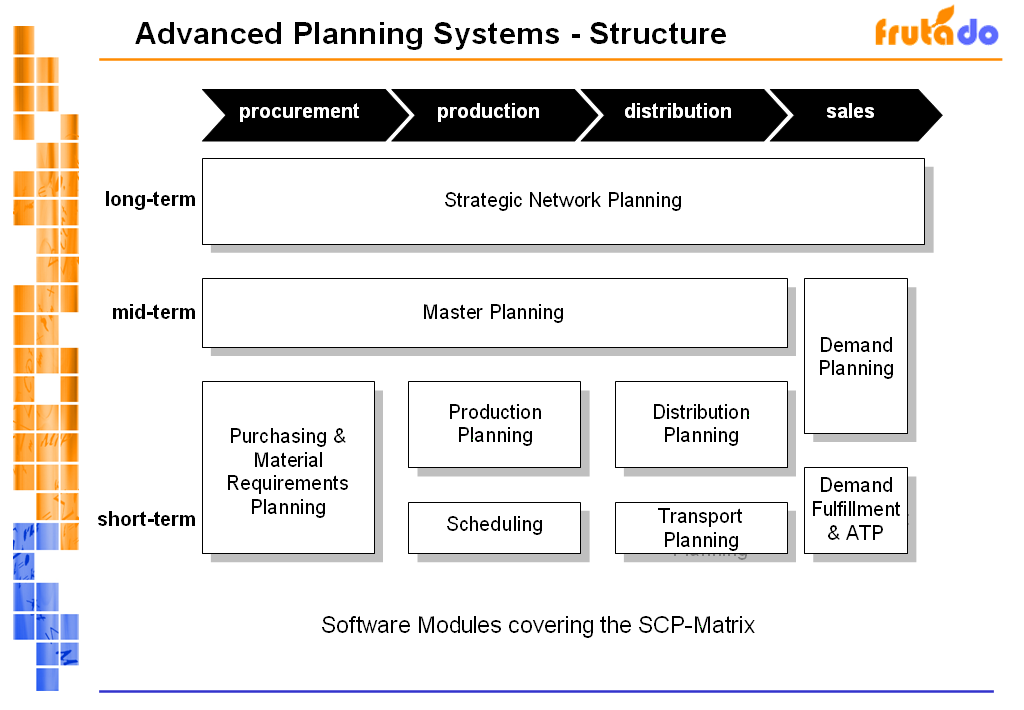 Advanced Planning Systems - Structure
frutado
procurement
production
distribution
sales
long-term
Strategic Network Planning
mid-term
Master Planning
Demand
Planning
Purchasing &
Material
Requirements
Planning
Production
Planning
Distribution
Planning
short-term
Scheduling
Transport
Planning
Demand
Fulfillment
& ATP
Software Modules covering the SCP-Matrix